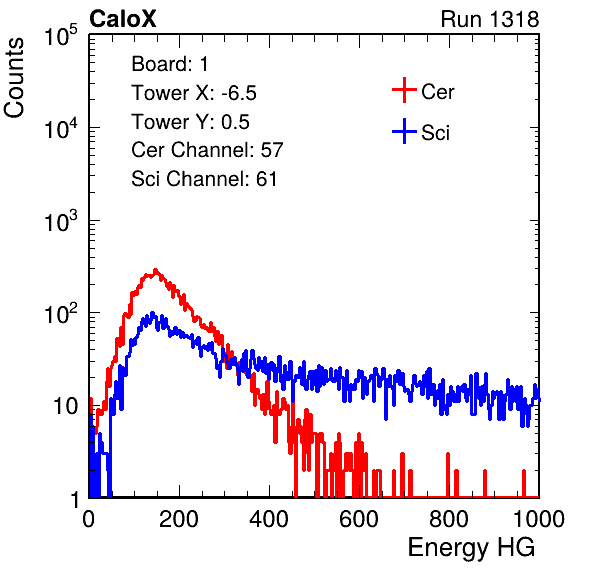 CaloX Run 1318
Counts
Board: 1
Tower X: -6.5
Tower Y: 0.5
Cer Channel: 57
Sci Channel: 61
Cer
Sci
10^5
10^4
10^3
10^2
10
1
0 200 400 600 800 1000
Energy HG